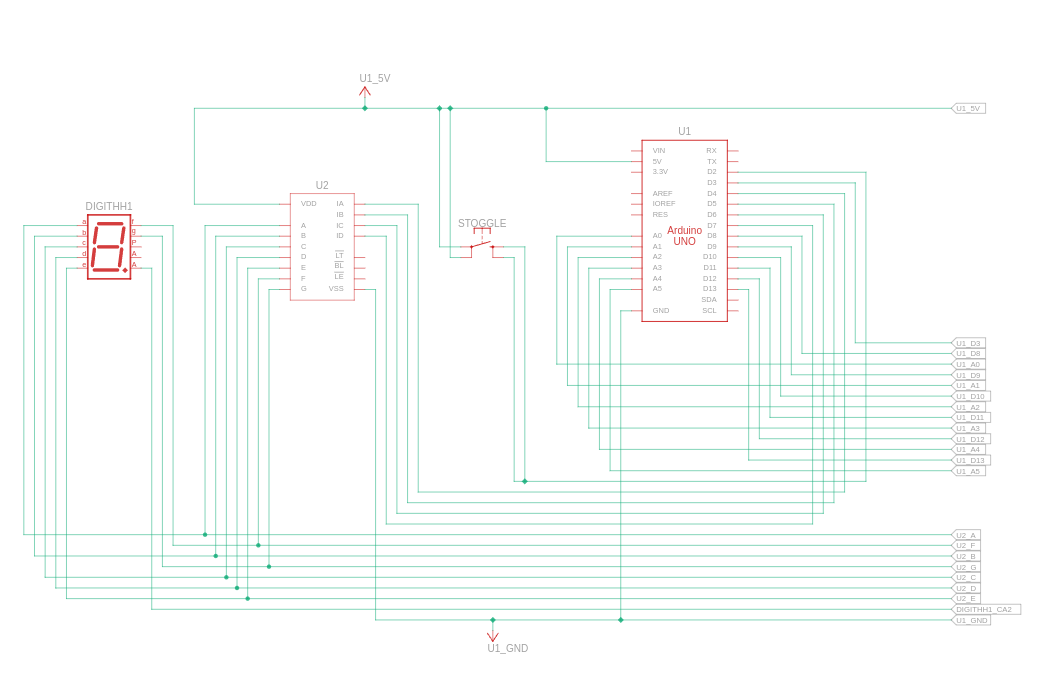 U1_5V
U1_5V
U1
VIN RX
5V TX
3.3V D2
D3
AREF D4
IOREF D5
RES D6
D7
Arduino
UNO
A0 D8
A1 D9
A2 D10
A3 D11
A4 D12
A5 D13
SDA
GND SCL
U2
VDD IA
IB
A IC
B ID
C
D LT
E BL
F LE
G VSS
DIGITHH1
a f
b g
c P
d A
e A
STOGGLE
U1_D3
U1_D8
U1_A0
U1_D9
U1_A1
U1_D10
U1_A2
U1_D11
U1_A3
U1_D12
U1_A4
U1_D13
U1_A5
U2_A
U2_F
U2_B
U2_G
U2_C
U2_D
U2_E
DIGITHH1_CA2
U1_GND
U1_GND